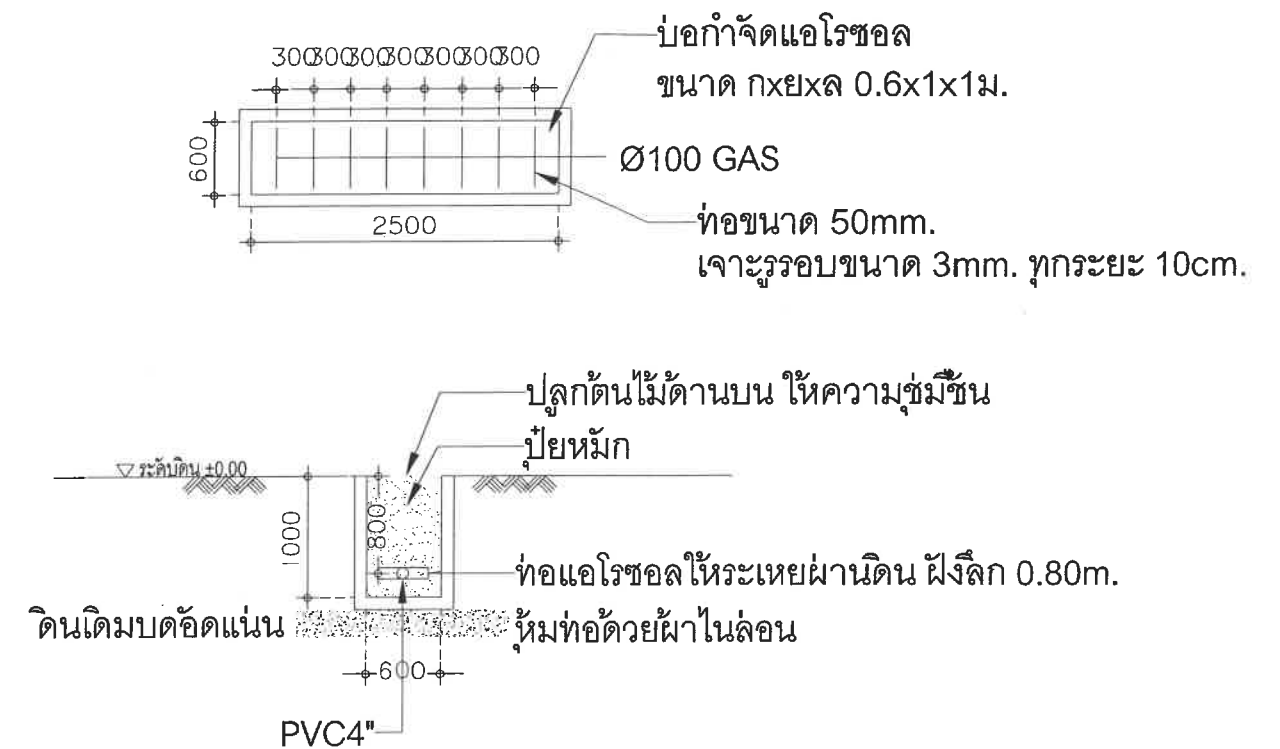 บ่อกำจัดแอโรซอล
ขนาด กxยxล 0.6x1x1ม.
300 300 300 300 300 300 300
600
Ø100 GAS
2500
ท่อขนาด 50mm.
เจาะรูรอบขนาด 3mm. ทุกระยะ 10cm.
ปลูกต้นไม้ด้านบน ให้ความชุ่มชื้น
ปุ๋ยหมัก
ระดับดิน ±0.00
1000
800
ท่อแอโรซอลให้ระเหยผ่านดิน ฝังลึก 0.80m.
ดินเดิมบดอัดแน่น
หุ้มท่อด้วยผ้าไนล่อน
600
PVC4"